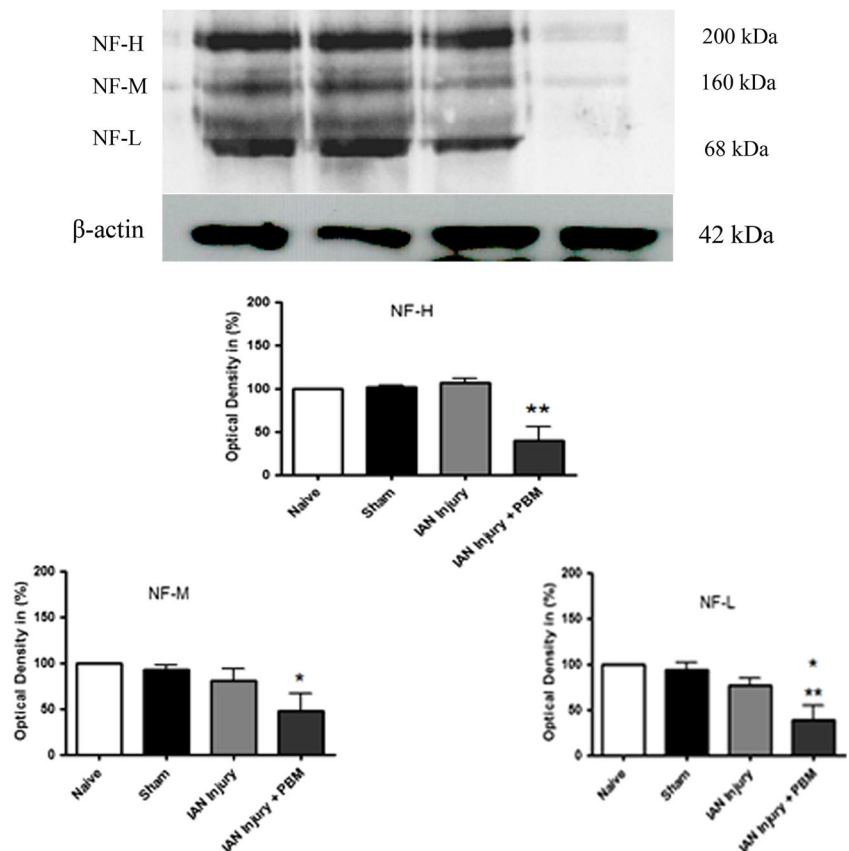 NF-H 200 kDa
NF-M 160 kDa
NF-L 68 kDa
β-actin 42 kDa
NF-H
Optical Density in (%)
200
150
100
50
0
**
Naive Sham IAN Injury IAN Injury + PBM
NF-M
Optical Density in (%)
200
150
100
50
0
*
Naive Sham IAN Injury IAN Injury + PBM
NF-L
Optical Density in (%)
200
150
100
50
0
*
**
Naive Sham IAN Injury IAN Injury + PBM